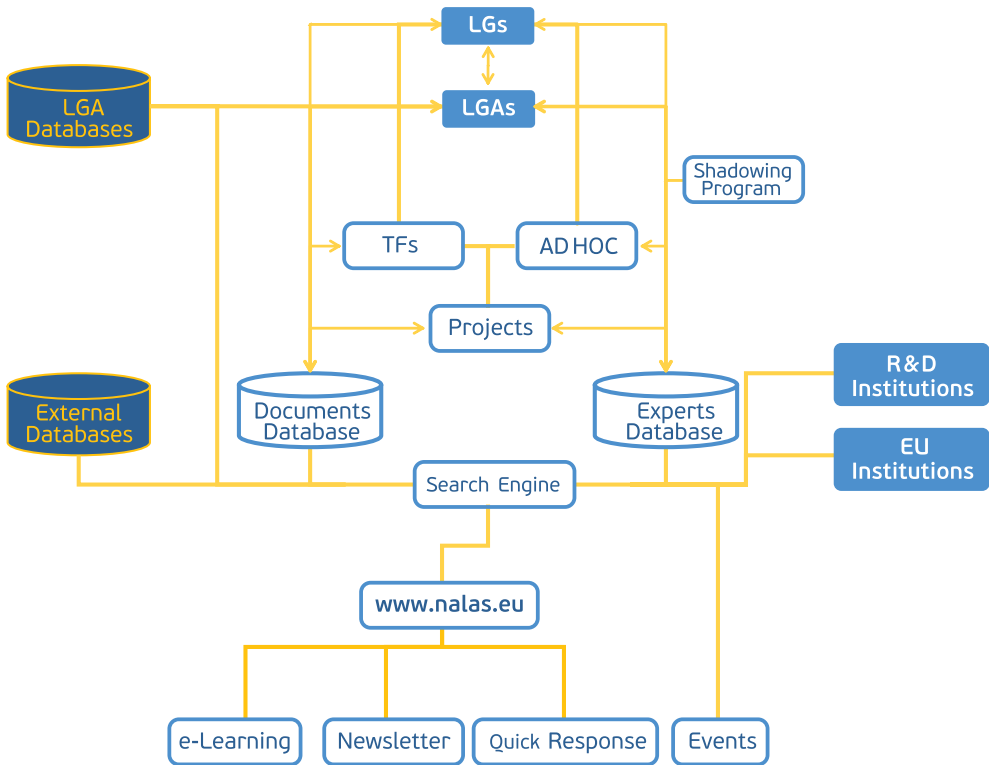 LGs
LGA
Databases
LGAs
Shadowing
Program
TFs
AD HOC
Projects
R&D
Institutions
External
Databases
Documents
Database
Experts
Database
EU
Institutions
Search Engine
www.nalas.eu
e-Learning
Newsletter
Quick Response
Events